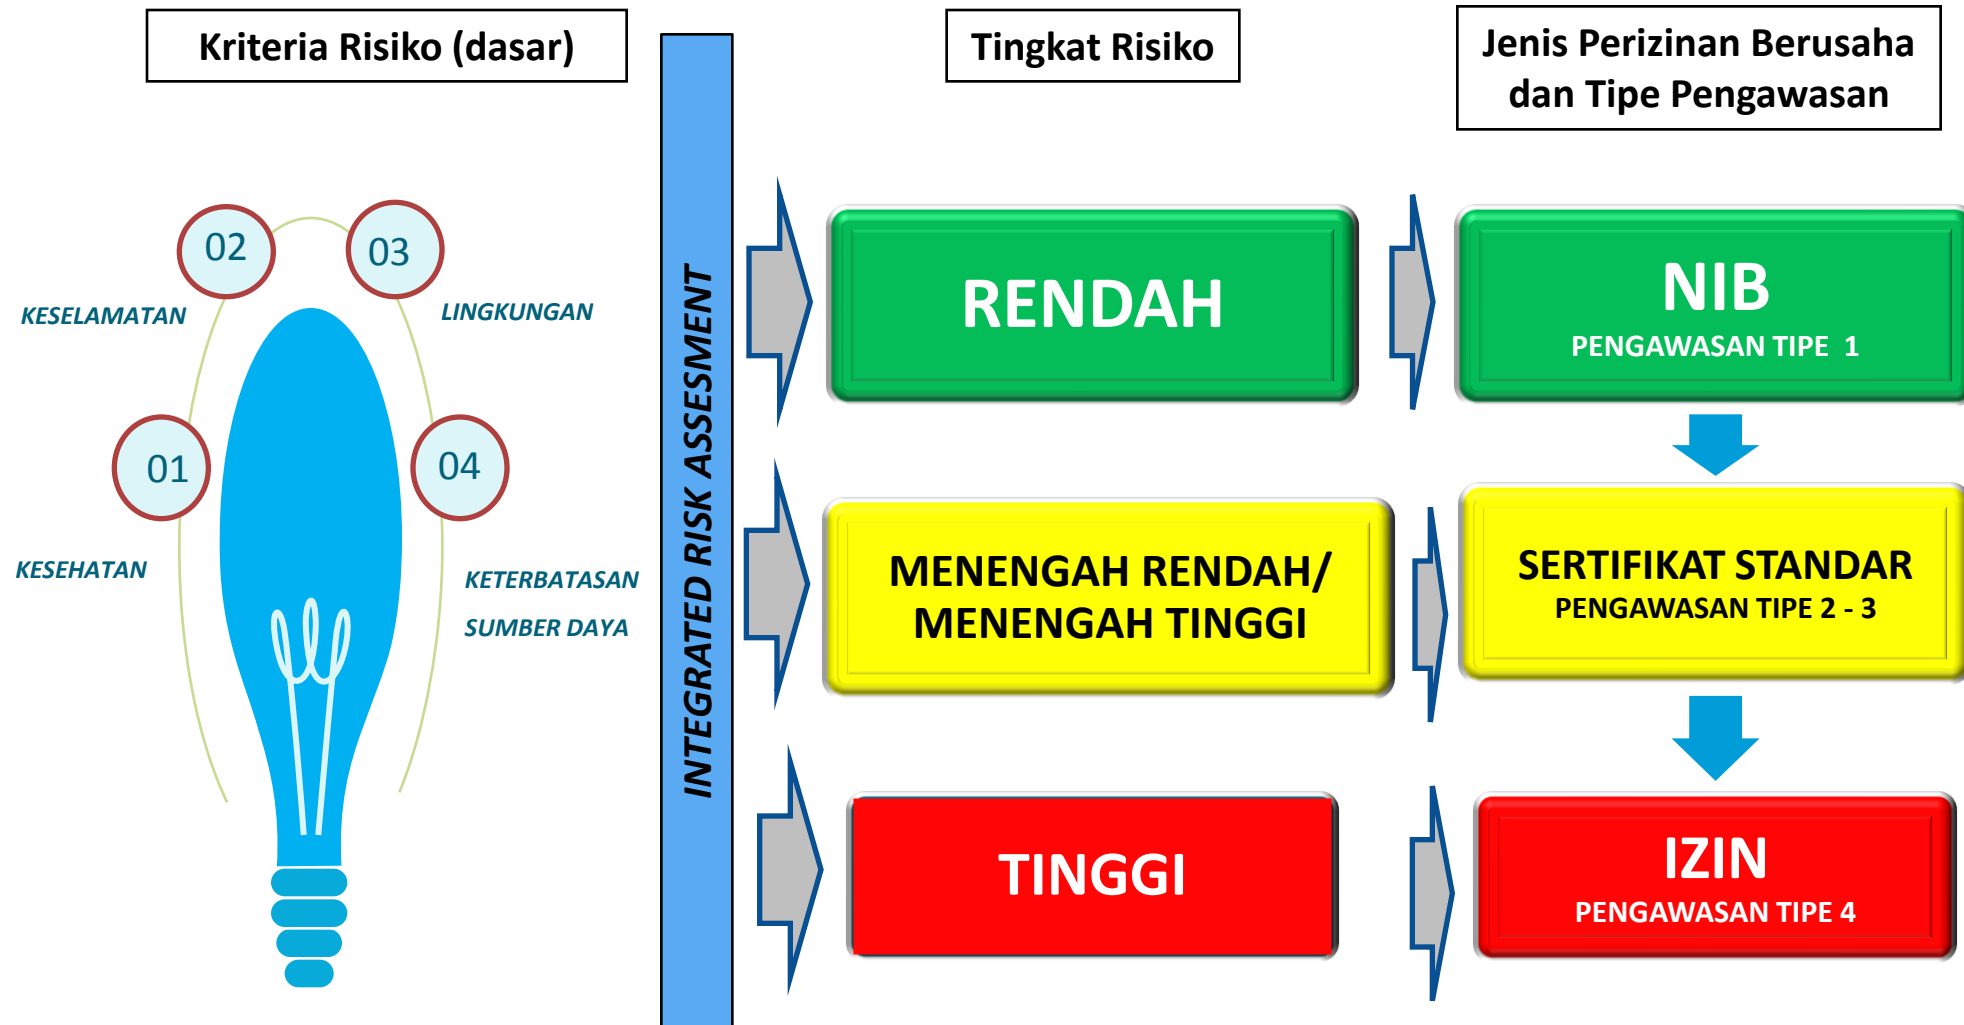 Kriteria Risiko (dasar)
02
03
KESELAMATAN
LINGKUNGAN
01
04
KESEHATAN
KETERBATASAN
SUMBER DAYA
INTEGRATED RISK ASSESMENT
Tingkat Risiko
RENDAH
MENENGAH RENDAH/
MENENGAH TINGGI
TINGGI
Jenis Perizinan Berusaha
dan Tipe Pengawasan
NIB
PENGAWASAN TIPE 1
SERTIFIKAT STANDAR
PENGAWASAN TIPE 2 - 3
IZIN
PENGAWASAN TIPE 4